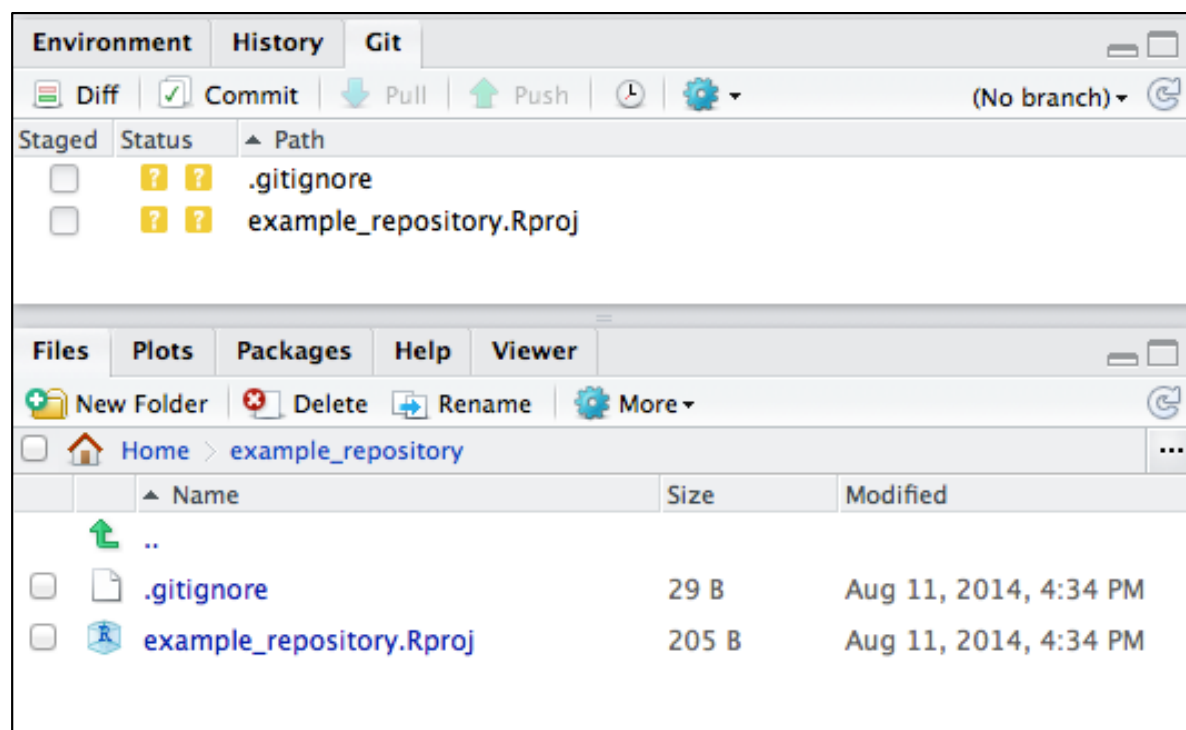 Environment History Git
Diff Commit Pull Push (No branch)
Staged Status Path
? ? .gitignore
? ? example_repository.Rproj
Files Plots Packages Help Viewer
New Folder Delete Rename More
Home example_repository ...
Name Size Modified
..
.gitignore 29 B Aug 11, 2014, 4:34 PM
R example_repository.Rproj 205 B Aug 11, 2014, 4:34 PM